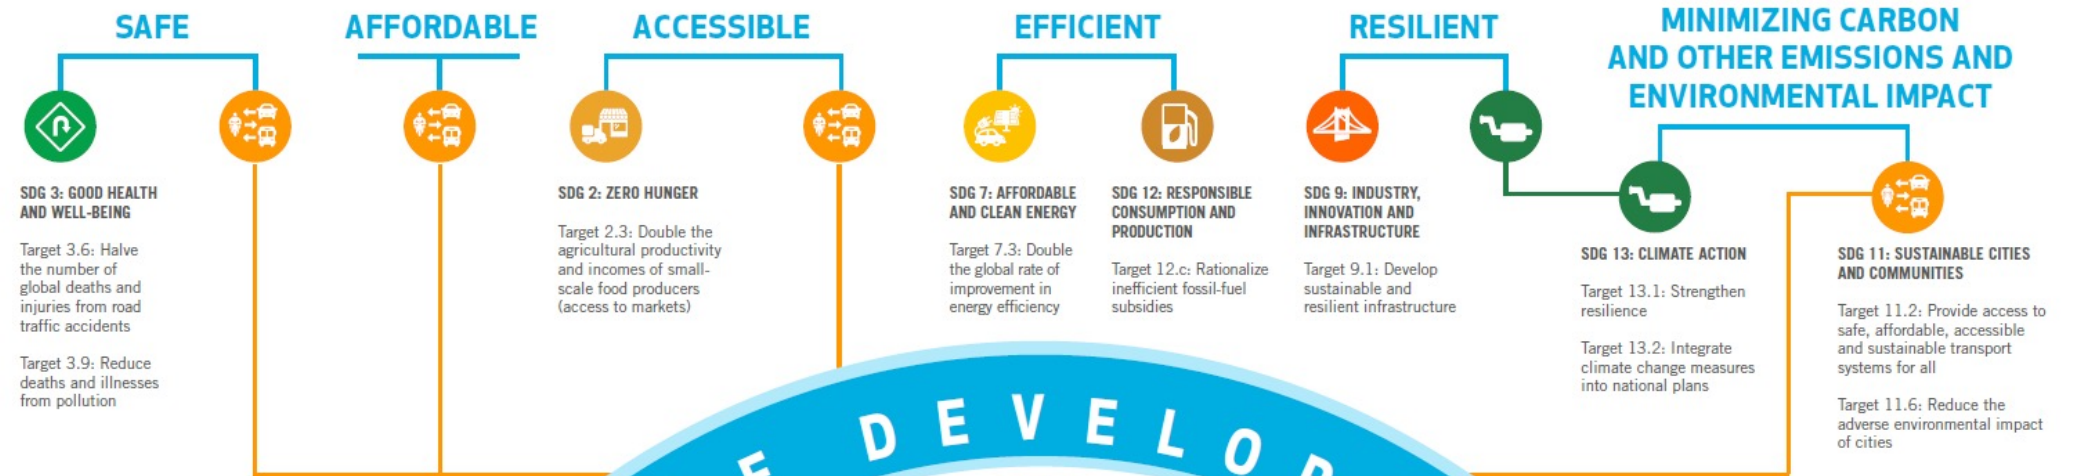 SAFE
AFFORDABLE
ACCESSIBLE
EFFICIENT
RESILIENT
MINIMIZING CARBON
AND OTHER EMISSIONS AND
ENVIRONMENTAL IMPACT
SDG 3: GOOD HEALTH
AND WELL-BEING
Target 3.6: Halve
the number of
global deaths and
injuries from road
traffic accidents
Target 3.9: Reduce
deaths and illnesses
from pollution
SDG 2: ZERO HUNGER
Target 2.3: Double the
agricultural productivity
and incomes of small-
scale food producers
(access to markets)
SDG 7: AFFORDABLE
AND CLEAN ENERGY
Target 7.3: Double
the global rate of
improvement in
energy efficiency
SDG 12: RESPONSIBLE
CONSUMPTION AND
PRODUCTION
Target 12.c: Rationalize
inefficient fossil-fuel
subsidies
SDG 9: INDUSTRY,
INNOVATION AND
INFRASTRUCTURE
Target 9.1: Develop
sustainable and
resilient infrastructure
SDG 13: CLIMATE ACTION
Target 13.1: Strengthen
resilience
Target 13.2: Integrate
climate change measures
into national plans
SDG 11: SUSTAINABLE CITIES
AND COMMUNITIES
Target 11.2: Provide access to
safe, affordable, accessible
and sustainable transport
systems for all
Target 11.6: Reduce the
adverse environmental impact
of cities
E DEVELOP